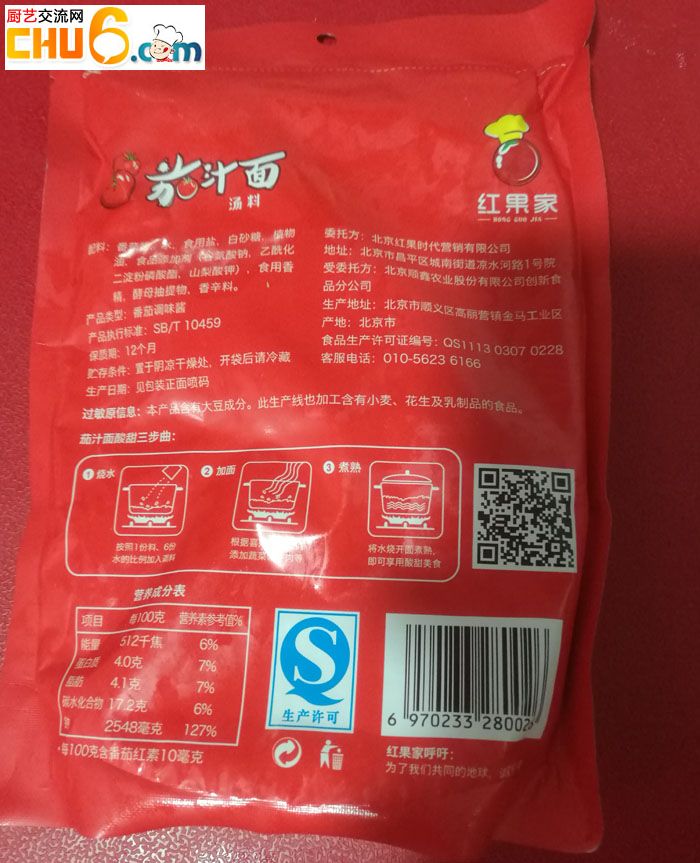 厨艺交流网
CHU6.com
茄汁面
汤料
红果家
HONG GUO JIA
配料： 水、食用盐、白砂糖、植物
油、食品添加剂（ 氨酸钠、乙酰化
二淀粉磷酸酯、山梨酸钾）、食用香
精、酵母抽提物、香辛料。
产品类型：番茄调味酱
产品执行标准：SB/T 10459
保质期：12个月
贮存条件：置于阴凉干燥处，开袋后请冷藏
生产日期：见包装正面喷码
委托方：北京红果时代营销有限公司
地址：北京市昌平区城南街道凉水河路1号院
受委托方：北京顺鑫农业股份有限公司创新食
品分公司
生产地址：北京市顺义区高丽营镇金马工业区
产地：北京市
食品生产许可证编号：QS1113 0307 0228
客服电话：010-5623 6166
过敏原信息：本产品含有大豆成分。此生产线也加工含有小麦、花生及乳制品的食品。
茄汁面酸甜三步曲：
1 烧水
按照1份料、6份
水的比例加入汤料
2 加面
根据喜
添加蔬菜
3 煮熟
将水烧开面煮熟，
即可享用酸甜美食
营养成分表
项目 每100克 营养素参考值%
能量 512千焦 6%
蛋白质 4.0克 7%
脂肪 4.1克 7%
碳水化合物 17.2克 6%
钠 2548毫克 127%
*每100克含番茄红素10毫克
生产许可
6 970233 28002
红果家呼吁：
为了我们共同的地球，